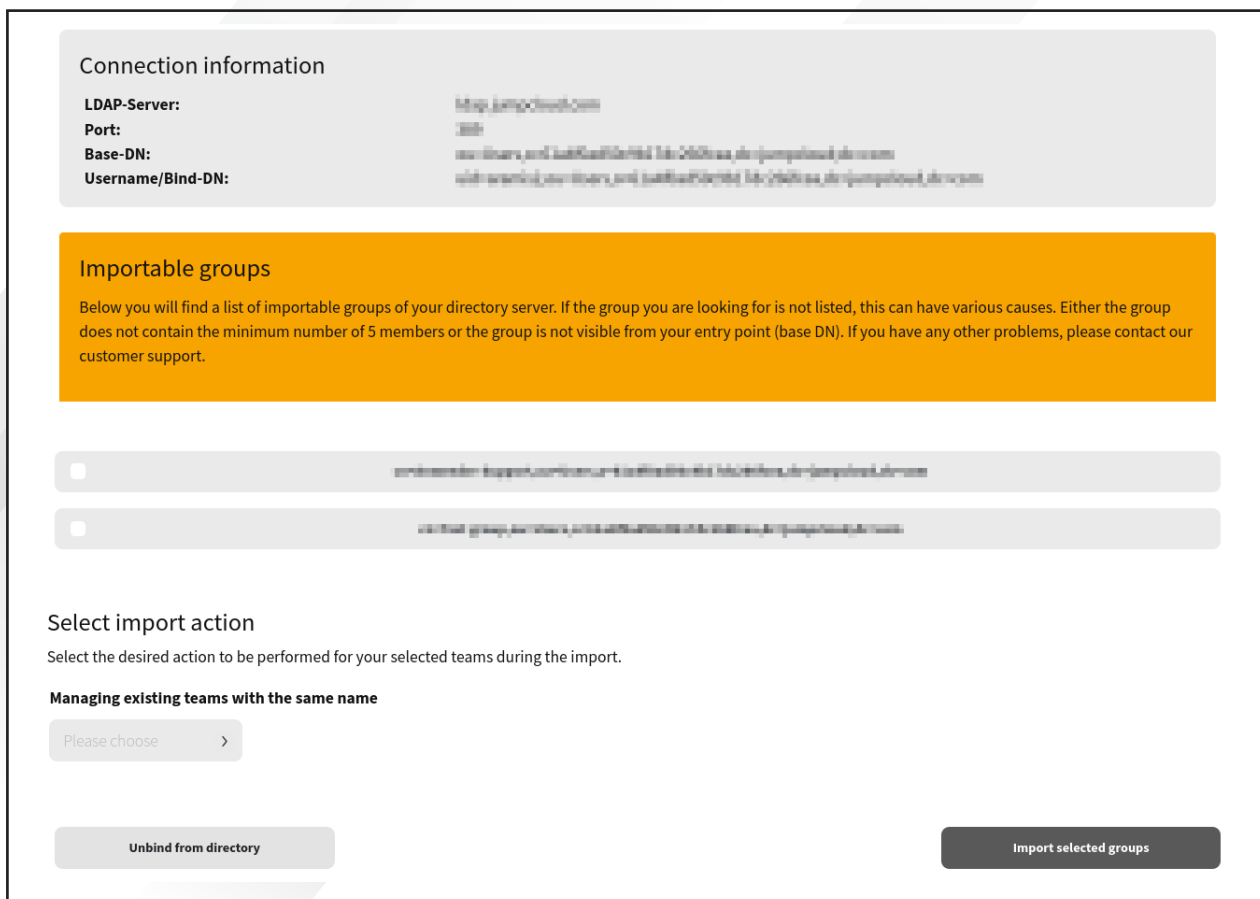 Connection information
LDAP-Server:
Port:
Base-DN:
Username/Bind-DN:
Importable groups
Below you will find a list of importable groups of your directory server. If the group you are looking for is not listed, this can have various causes. Either the group
does not contain the minimum number of 5 members or the group is not visible from your entry point (base DN). If you have any other problems, please contact our
customer support.
Select import action
Select the desired action to be performed for your selected teams during the import.
Managing existing teams with the same name
Please choose
Unbind from directory
Import selected groups